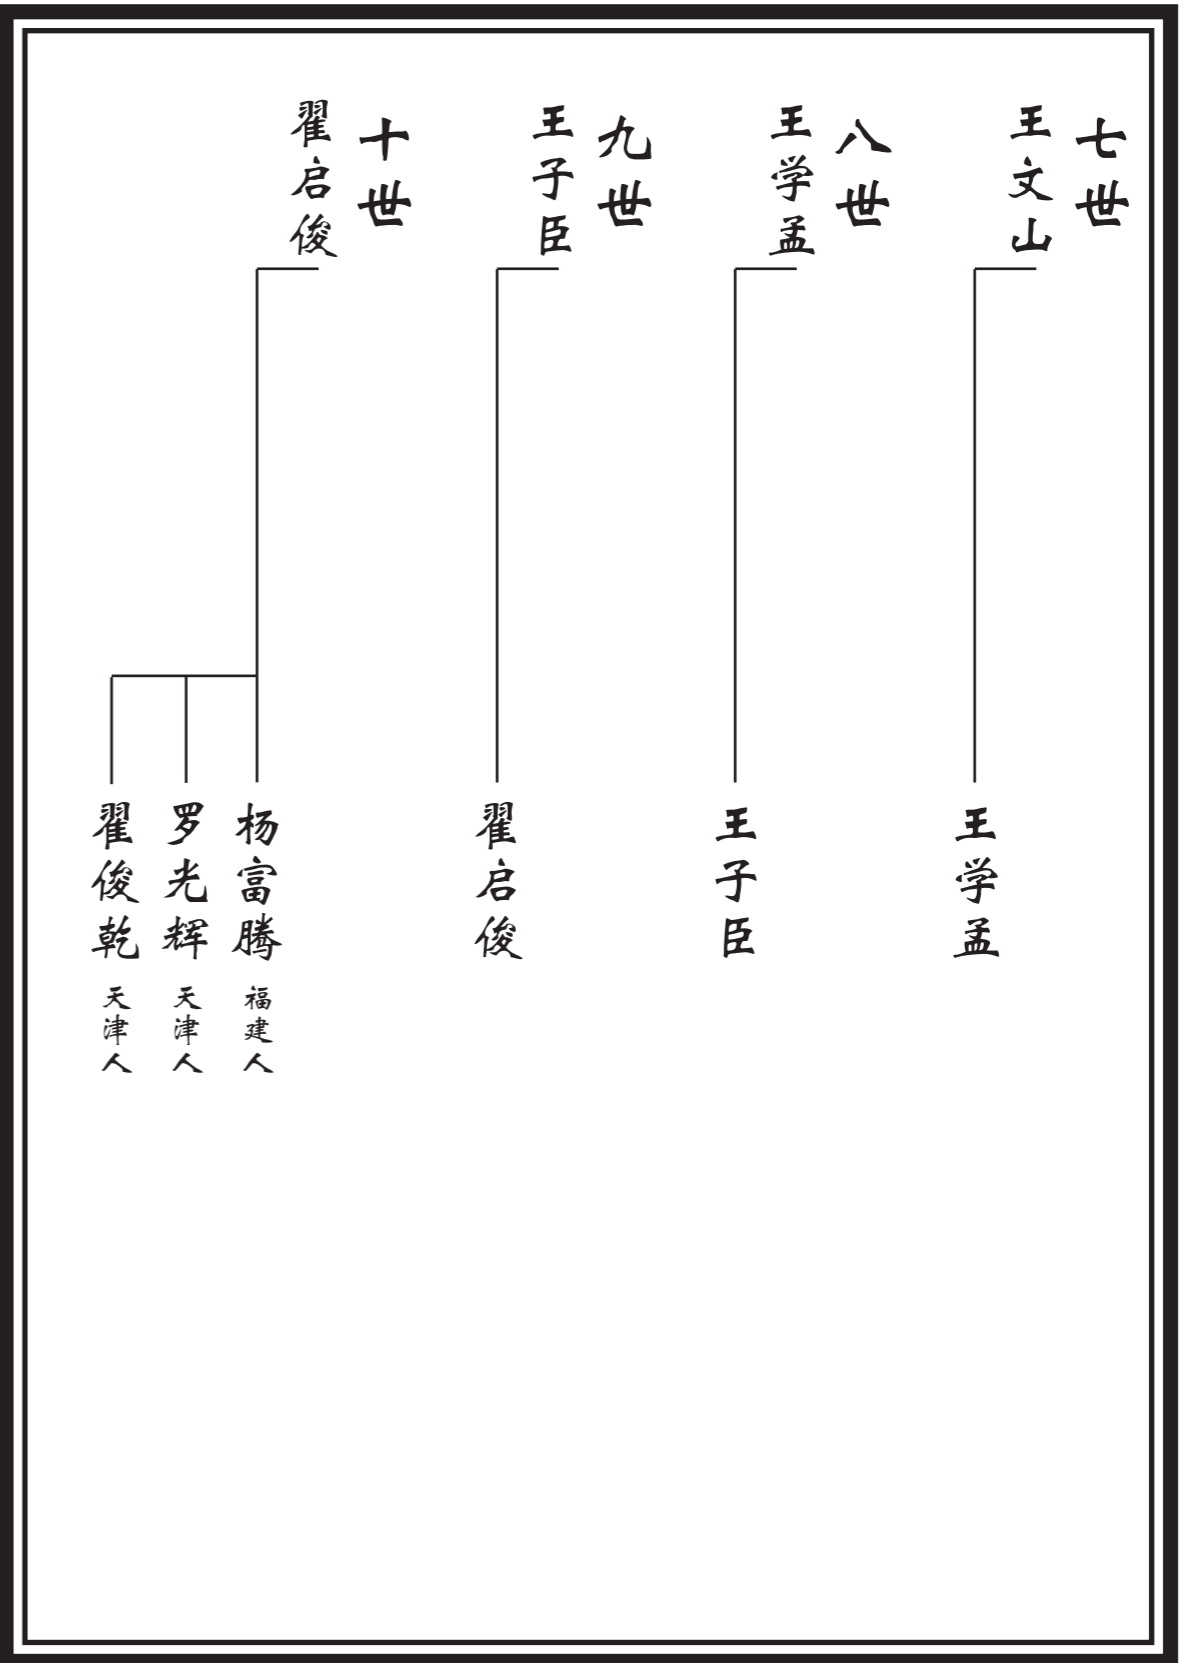 七世
王文山
王学孟
八世
王学孟
王子臣
九世
王子臣
翟启俊
十世
翟启俊
杨富腾 福建人
罗光辉 天津人
翟俊乾 天津人